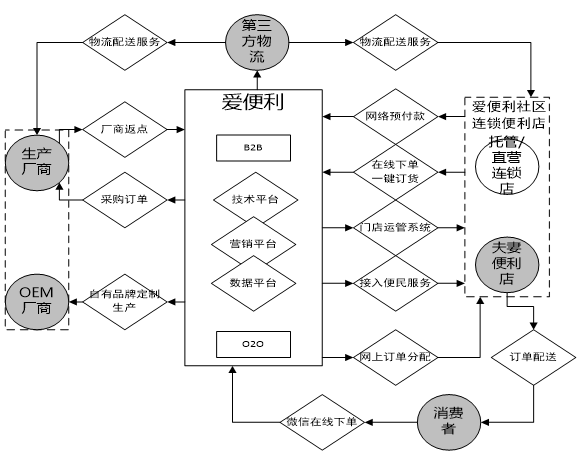 第三
方物
流
物流配送服务
物流配送服务
爱便利
爱便利社区
连锁便利店
厂商返点
网络预付款
生产
厂商
B2B
托管/
直营
连锁
店
在线下单
一键订货
采购订单
技术平台
门店运管系统
营销平台
夫妻
便利
店
OEM
厂商
自有品牌定制
生产
数据平台
接入便民服务
O2O
网上订单分配
订单配送
微信在线下单
消费
者